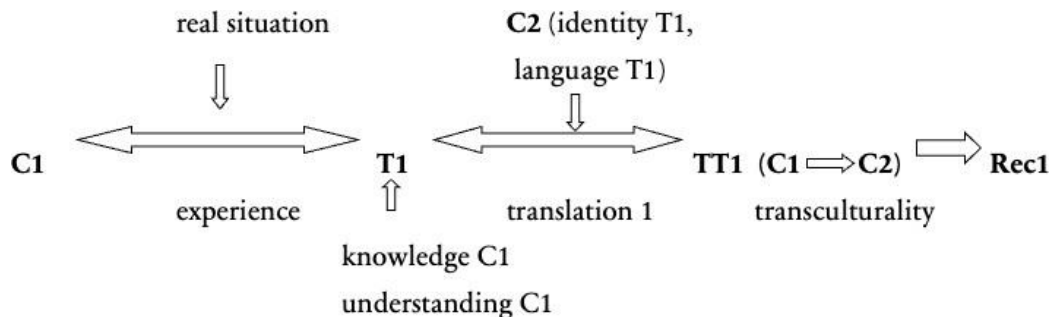 real situation
C2 (identity T1,
language T1)
C1
T1
TT1 (C1 C2)
Rec1
experience
translation 1
transculturality
knowledge C1
understanding C1